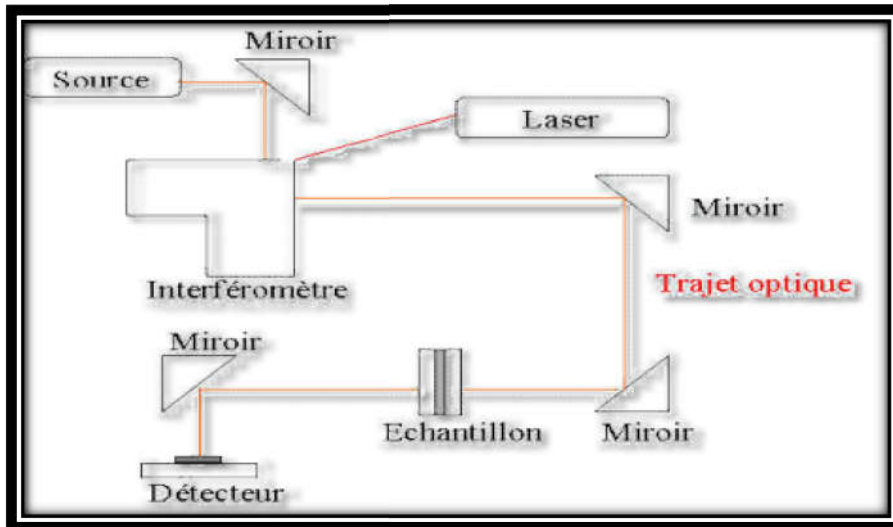 Miroir
Source
Laser
Miroir
Interféromètre
Trajet optique
Miroir
Echantillon
Miroir
Détecteur